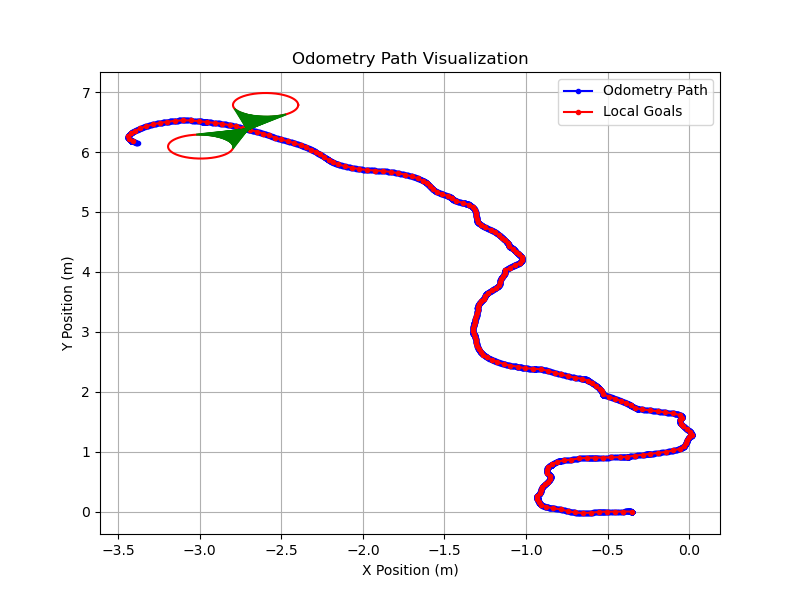 Odometry Path Visualization
Odometry Path
Local Goals
7
6
5
4
3
2
1
0
Y Position (m)
−3.5 −3.0 −2.5 −2.0 −1.5 −1.0 −0.5 0.0
X Position (m)